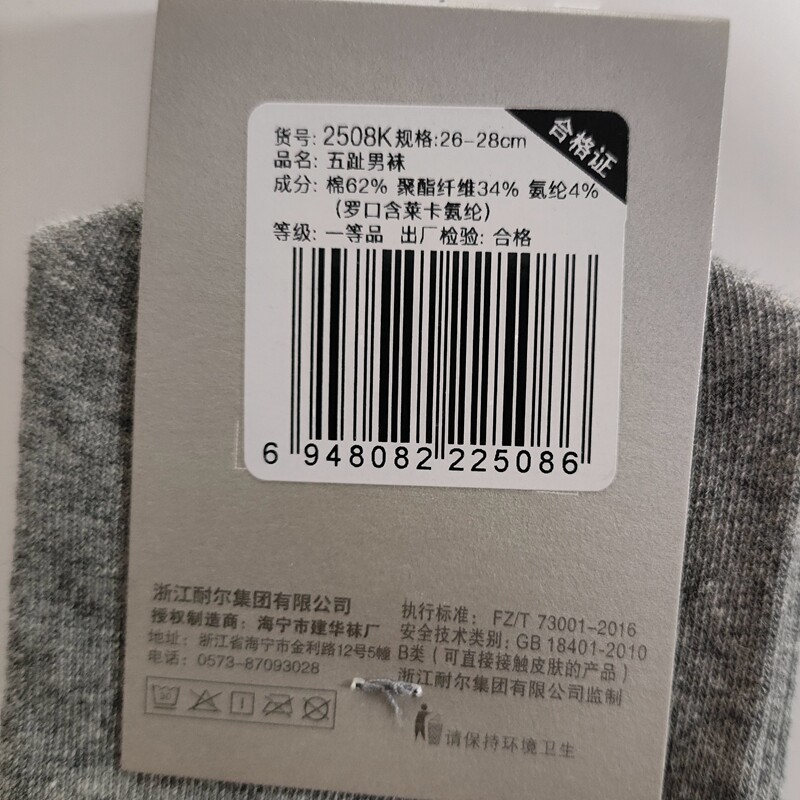 合格证
货号: 2508K 规格:26-28cm
品名: 五趾男袜
成分: 棉62% 聚酯纤维34% 氨纶4%
(罗口含莱卡氨纶)
等级: 一等品 出厂检验: 合格
6 948082 225086
浙江耐尔集团有限公司
授权制造商: 海宁市建华袜厂
地址: 浙江省海宁市金利路12号5幢
电话: 0573-87093028
执行标准: FZ/T 73001-2016
安全技术类别: GB 18401-2010
B类(可直接接触皮肤的产品)
浙江耐尔集团有限公司监制
请保持环境卫生